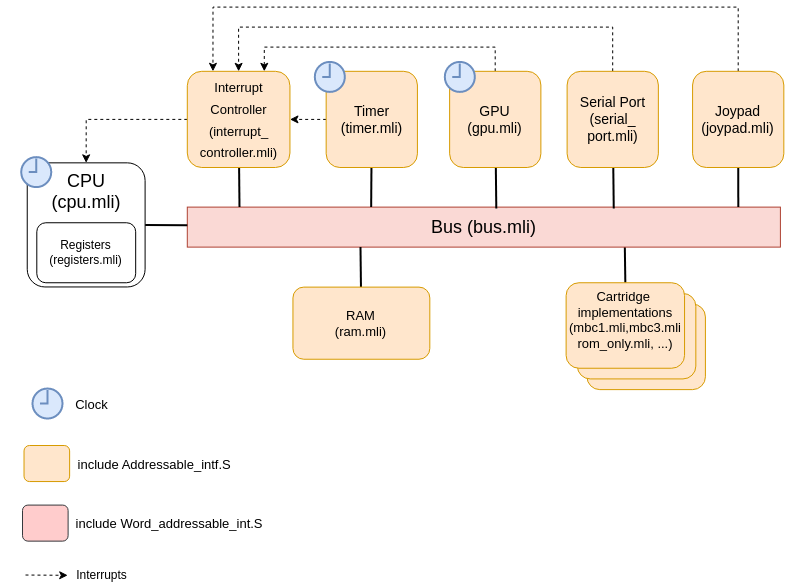 Interrupt
Controller
(interrupt_
controller.mli)
Timer
(timer.mli)
GPU
(gpu.mli)
Serial Port
(serial_
port.mli)
Joypad
(joypad.mli)
CPU
(cpu.mli)
Registers
(registers.mli)
Bus (bus.mli)
RAM
(ram.mli)
Cartridge
implementations
(mbc1.mli,mbc3.mli
rom_only.mli, ...)
Clock
include Addressable_intf.S
include Word_addressable_int.S
Interrupts